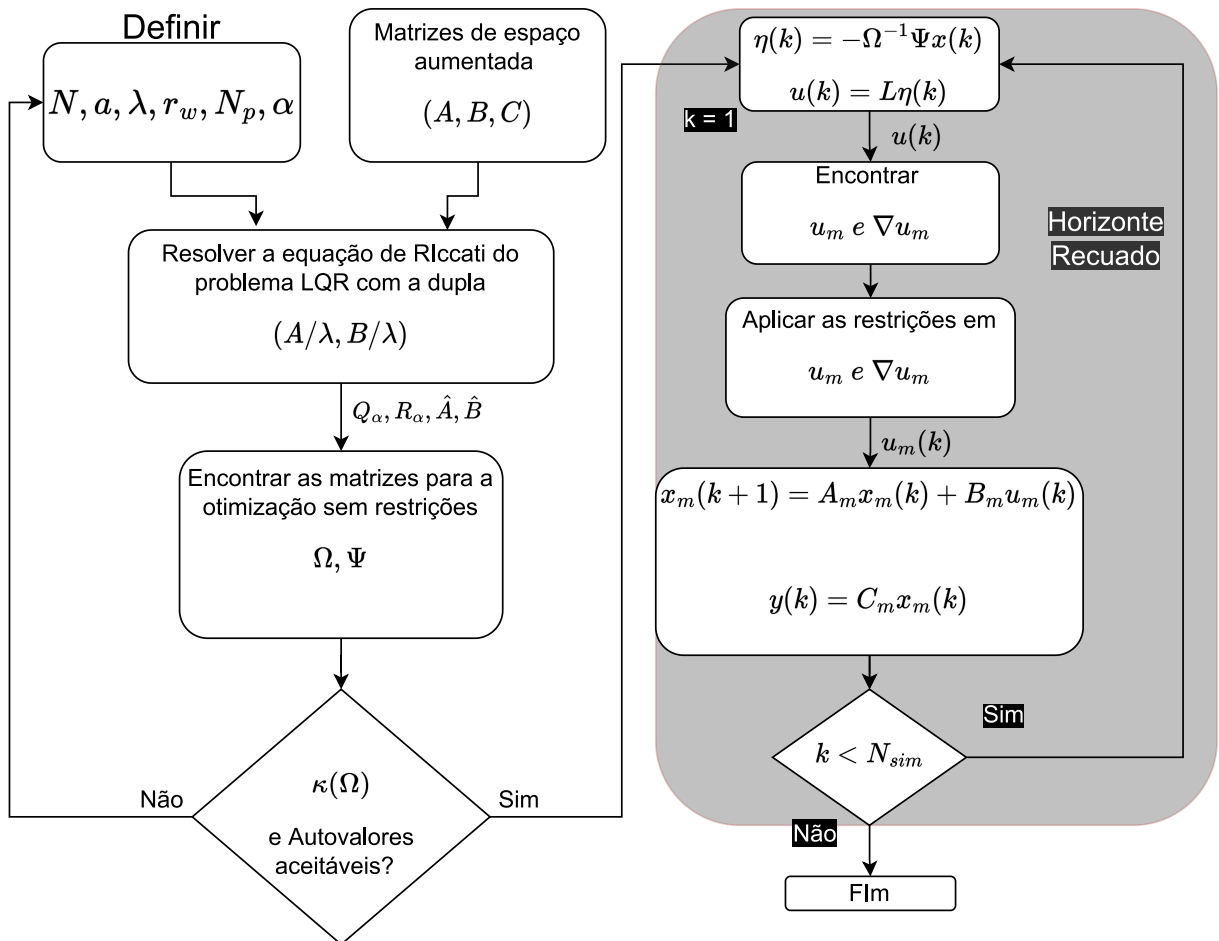 Definir
N, a, λ, r_w, N_p, α
Matrizes de espaço
aumentada
(A, B, C)
Resolver a equação de RIccati do
problema LQR com a dupla
(A/λ, B/λ)
Q_α, R_α, Â, B̂
Encontrar as matrizes para a
otimização sem restrições
Ω, Ψ
κ(Ω)
e Autovalores
aceitáveis?
Não
Sim
η(k) = −Ω⁻¹Ψx(k)
u(k) = Lη(k)
k = 1
u(k)
Encontrar
u_m e ∇u_m
Horizonte
Recuado
Aplicar as restrições em
u_m e ∇u_m
u_m(k)
x_m(k + 1) = A_m x_m(k) + B_m u_m(k)
y(k) = C_m x_m(k)
k < N_sim
Sim
Não
FIm